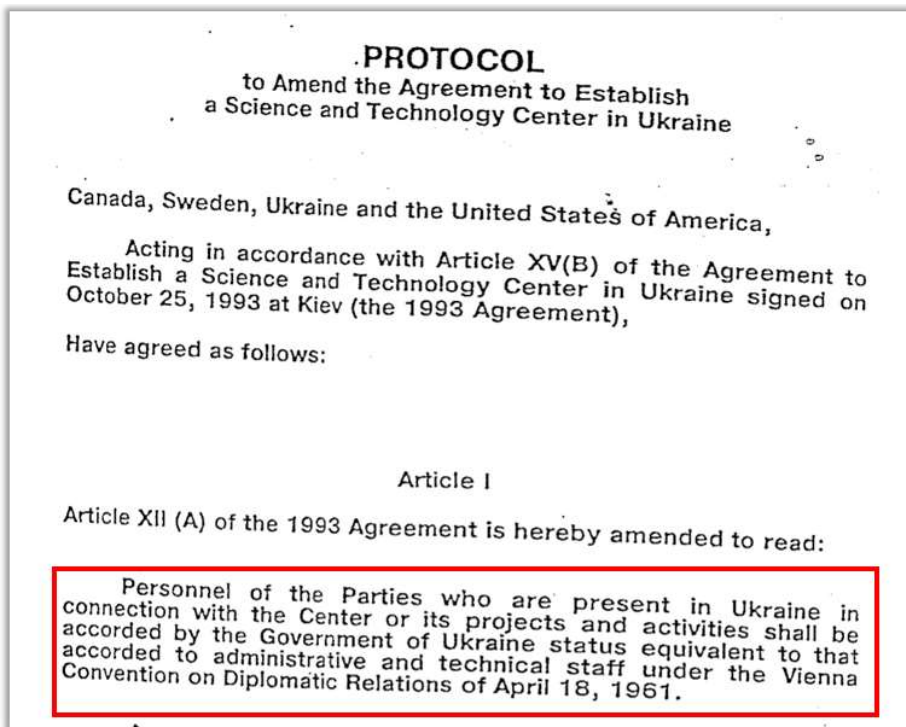 PROTOCOL
to Amend the Agreement to Establish
a Science and Technology Center in Ukraine
Canada, Sweden, Ukraine and the United States of America,
Acting in accordance with Article XV(B) of the Agreement to
Establish a Science and Technology Center in Ukraine signed on
October 25, 1993 at Kiev (the 1993 Agreement),
Have agreed as follows:
Article I
Article XII (A) of the 1993 Agreement is hereby amended to read:
Personnel of the Parties who are present in Ukraine in
connection with the Center or its projects and activities shall be
accorded by the Government of Ukraine status equivalent to that
accorded to administrative and technical staff under the Vienna
Convention on Diplomatic Relations of April 18, 1961.